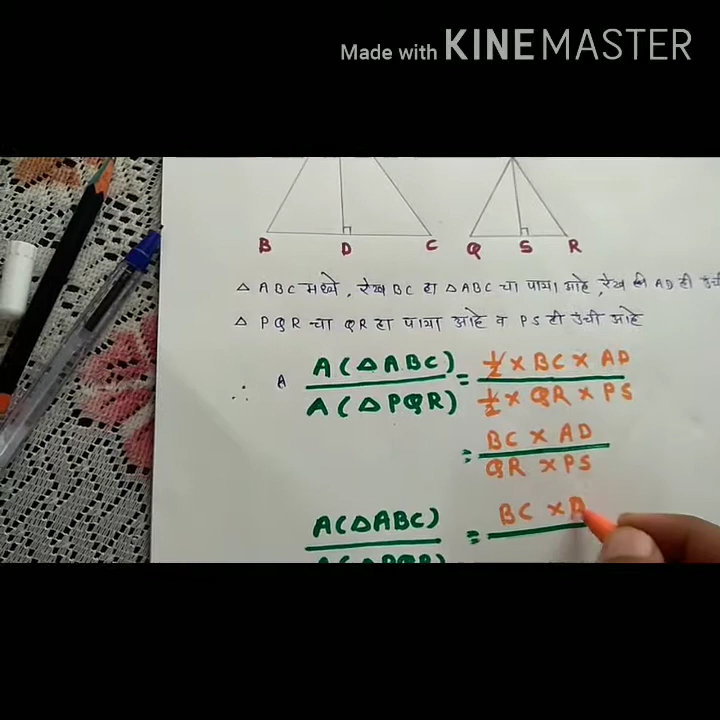 Made with KINEMASTER
B D C Q S R
△ ABC मध्ये, रेख BC हा △ ABC चा पाया आहे, रेख AD ही उंची
△ PQR चा QR हा पाया आहे व PS ही उंची आहे
∴ A A(△ABC) / A(△PQR) = ½ × BC × AD / ½ × QR × PS
= BC × AD / QR × PS
A(△ABC) / A(△PQR) = BC ×